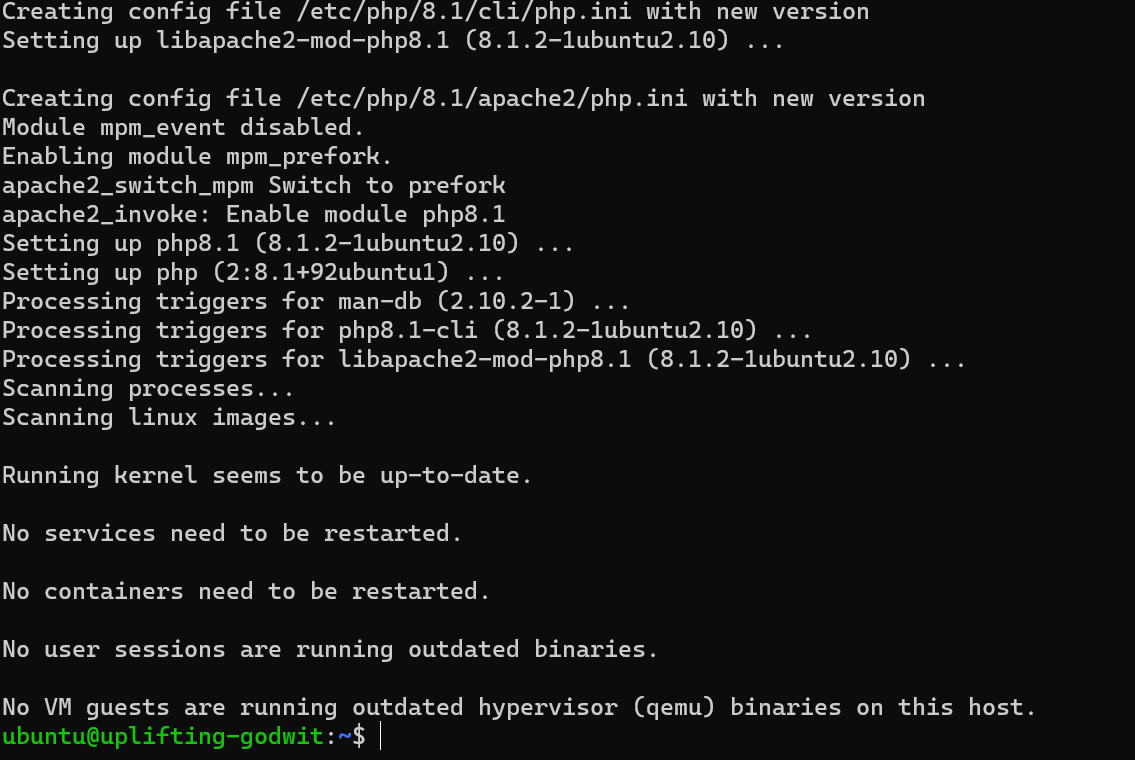 Creating config file /etc/php/8.1/cli/php.ini with new version
Setting up libapache2-mod-php8.1 (8.1.2-1ubuntu2.10) ...
Creating config file /etc/php/8.1/apache2/php.ini with new version
Module mpm_event disabled.
Enabling module mpm_prefork.
apache2_switch_mpm Switch to prefork
apache2_invoke: Enable module php8.1
Setting up php8.1 (8.1.2-1ubuntu2.10) ...
Setting up php (2:8.1+92ubuntu1) ...
Processing triggers for man-db (2.10.2-1) ...
Processing triggers for php8.1-cli (8.1.2-1ubuntu2.10) ...
Processing triggers for libapache2-mod-php8.1 (8.1.2-1ubuntu2.10) ...
Scanning processes...
Scanning linux images...
Running kernel seems to be up-to-date.
No services need to be restarted.
No containers need to be restarted.
No user sessions are running outdated binaries.
No VM guests are running outdated hypervisor (qemu) binaries on this host.
ubuntu@uplifting-godwit:~$